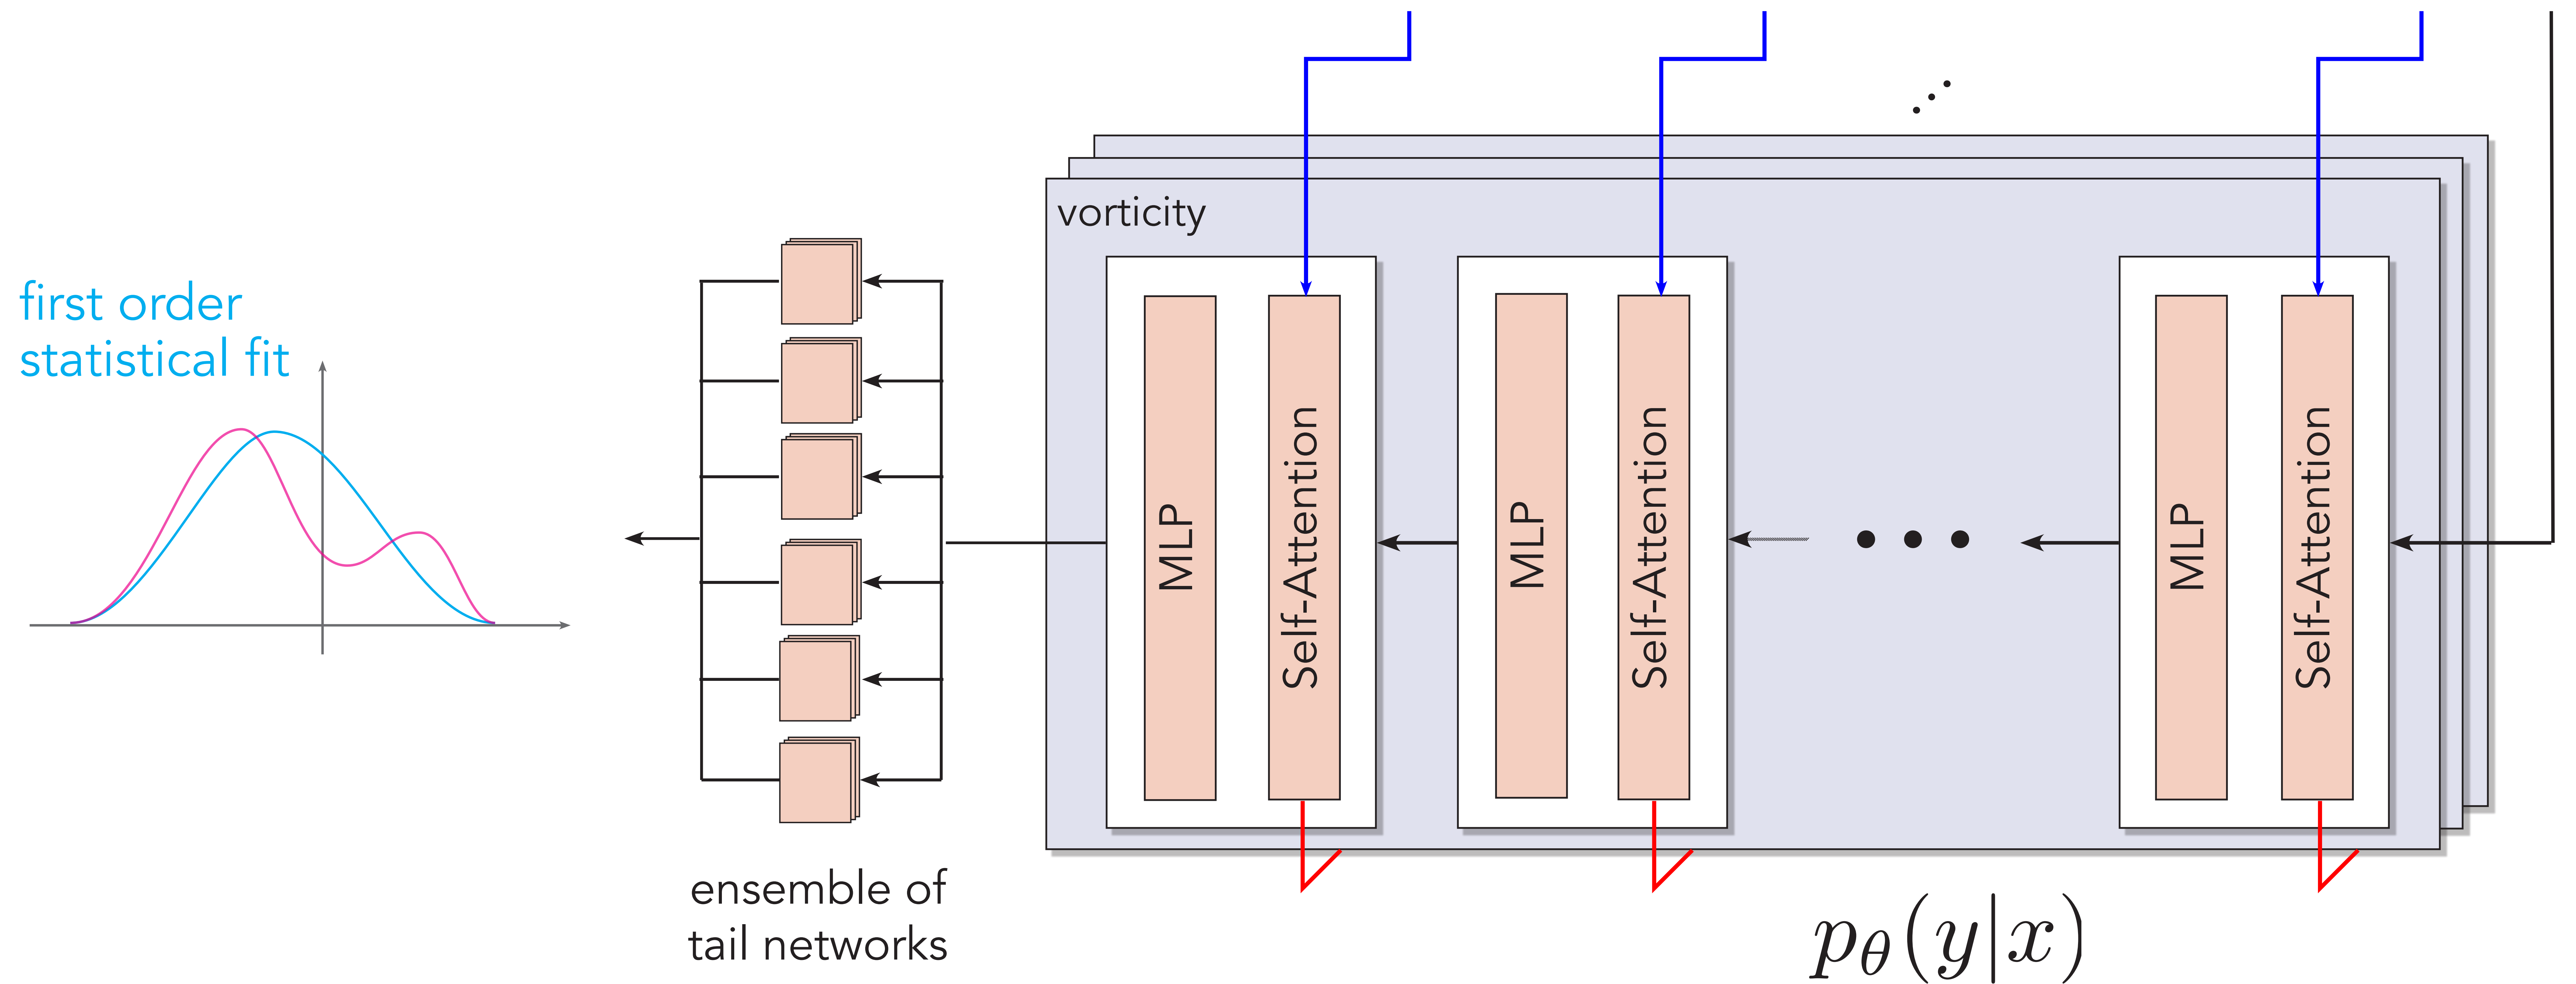 vorticity
first order
statistical fit
MLP
Self-Attention
MLP
Self-Attention
MLP
Self-Attention
ensemble of
tail networks
pθ(y|x)